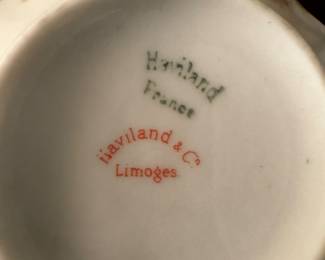 Haviland
France
Haviland & Co.
Limoges